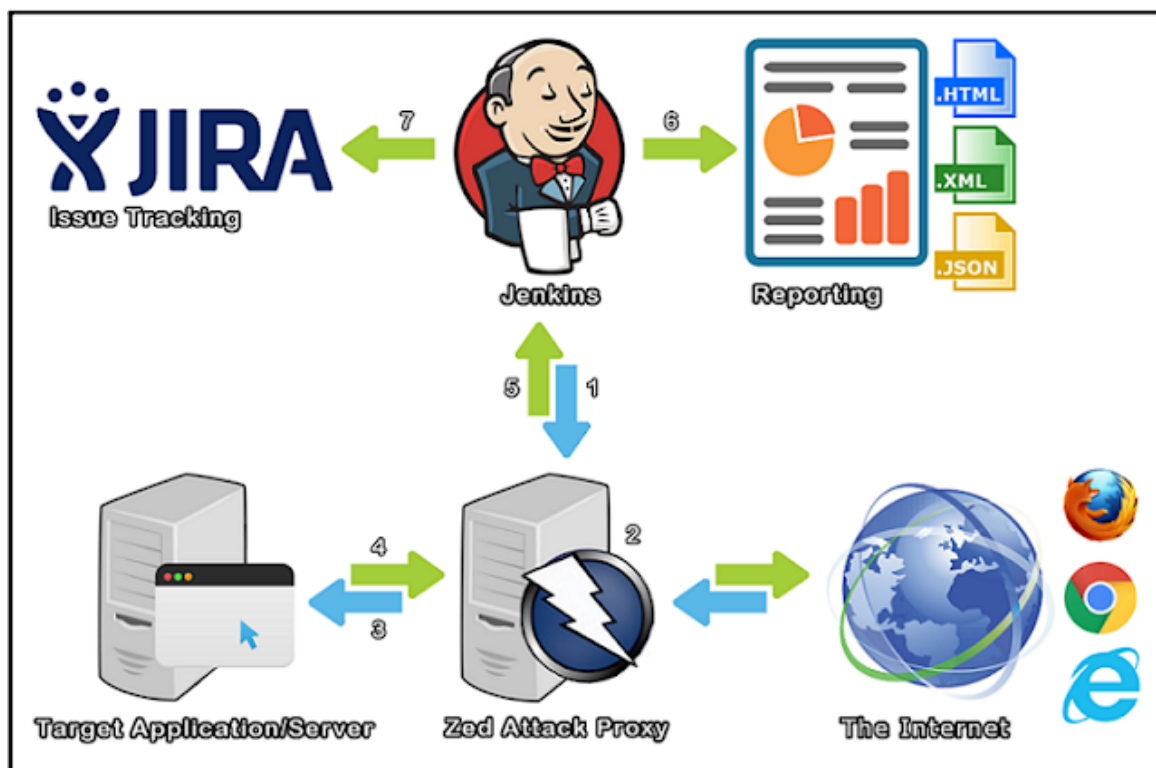 JIRA
Issue Tracking
7
6
.HTML
.XML
.JSON
Jenkins
Reporting
5
1
2
4
3
Target Application/Server
Zed Attack Proxy
The Internet